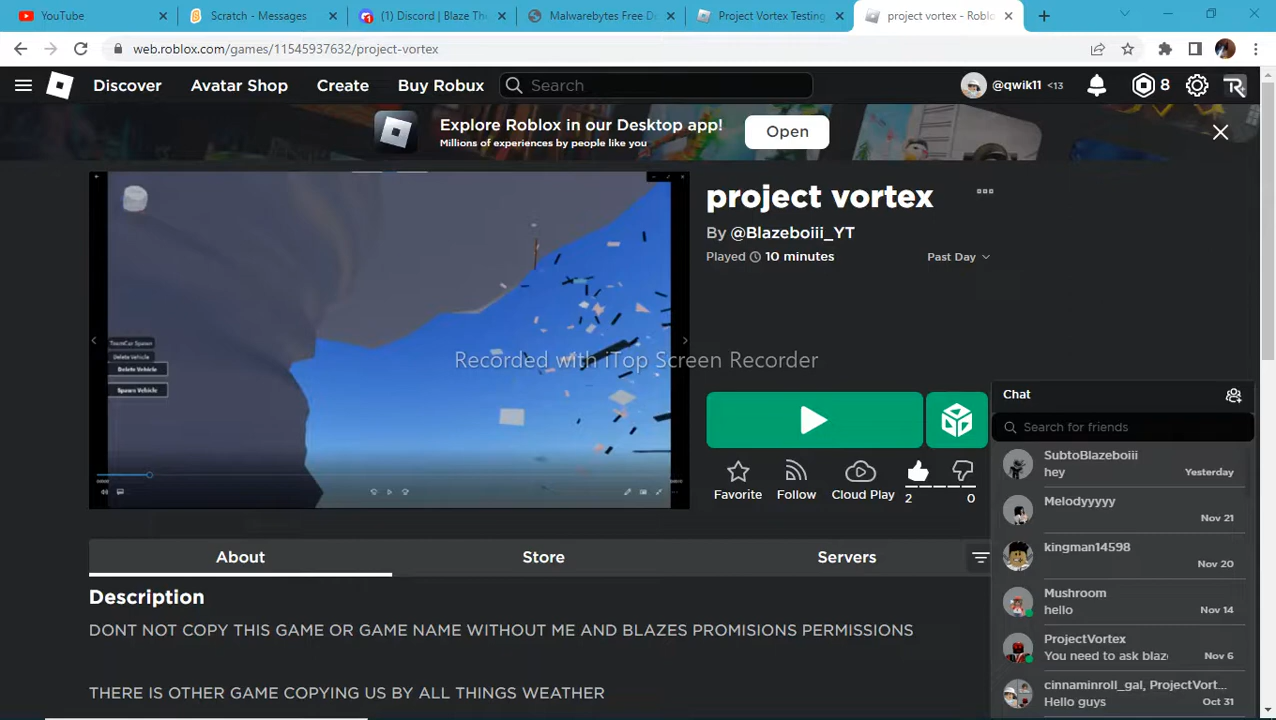 YouTube
Scratch - Messages
(1) Discord | Blaze Thi
Malwarebytes Free Do
Project Vortex Testing
project vortex - Roblo
web.roblox.com/games/11545937632/project-vortex
Discover
Avatar Shop
Create
Buy Robux
Search
@qwik11 <13
8
Explore Roblox in our Desktop app!
Millions of experiences by people like you
Open
project vortex
By @Blazeboiii_YT
Played 10 minutes
Past Day
Delete Vehicle
Delete Vehicle
Spawn Vehicle
Recorded with iTop Screen Recorder
Favorite
Follow
Cloud Play
2
0
Chat
Search for friends
SubtoBlazeboiii
hey
Yesterday
Melodyyyyy
Nov 21
kingman14598
Nov 20
Mushroom
hello
Nov 14
ProjectVortex
You need to ask blaz
Nov 6
cinnaminroll_gal, ProjectVort...
Hello guys
Oct 31
About
Store
Servers
Description
DONT NOT COPY THIS GAME OR GAME NAME WITHOUT ME AND BLAZES PROMISIONS PERMISSIONS
THERE IS OTHER GAME COPYING US BY ALL THINGS WEATHER